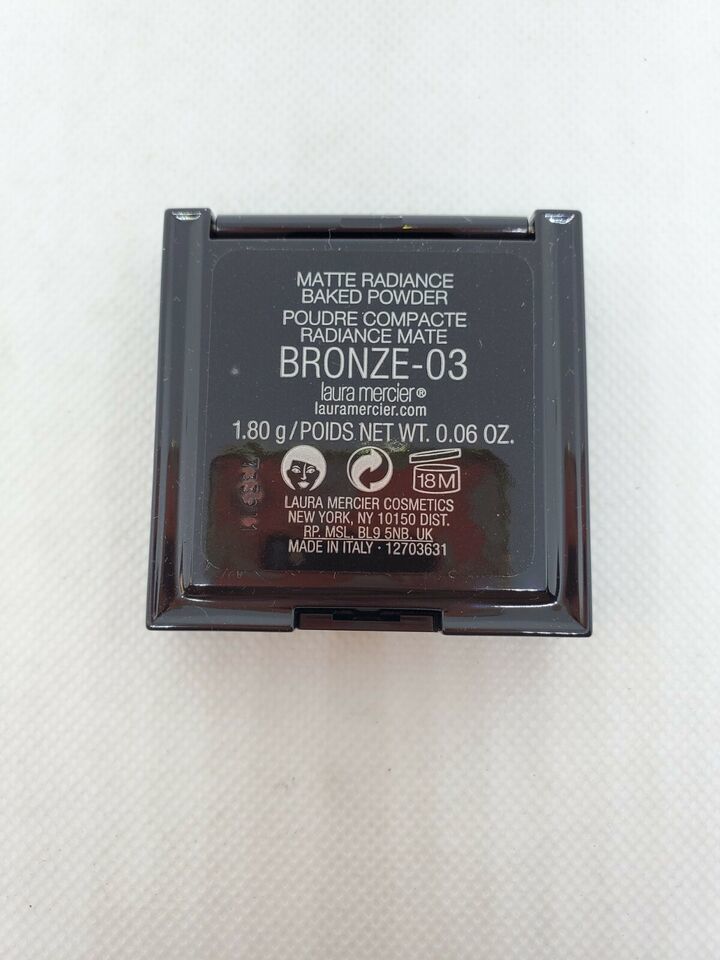 MATTE RADIANCE
BAKED POWDER
POUDRE COMPACTE
RADIANCE MATE
BRONZE-03
laura mercier®
lauramercier.com
1.80 g/POIDS NET WT. 0.06 OZ.
18M
LAURA MERCIER COSMETICS
NEW YORK, NY 10150 DIST.
RP. MSL, BL9 5NB. UK
MADE IN ITALY · 12703631